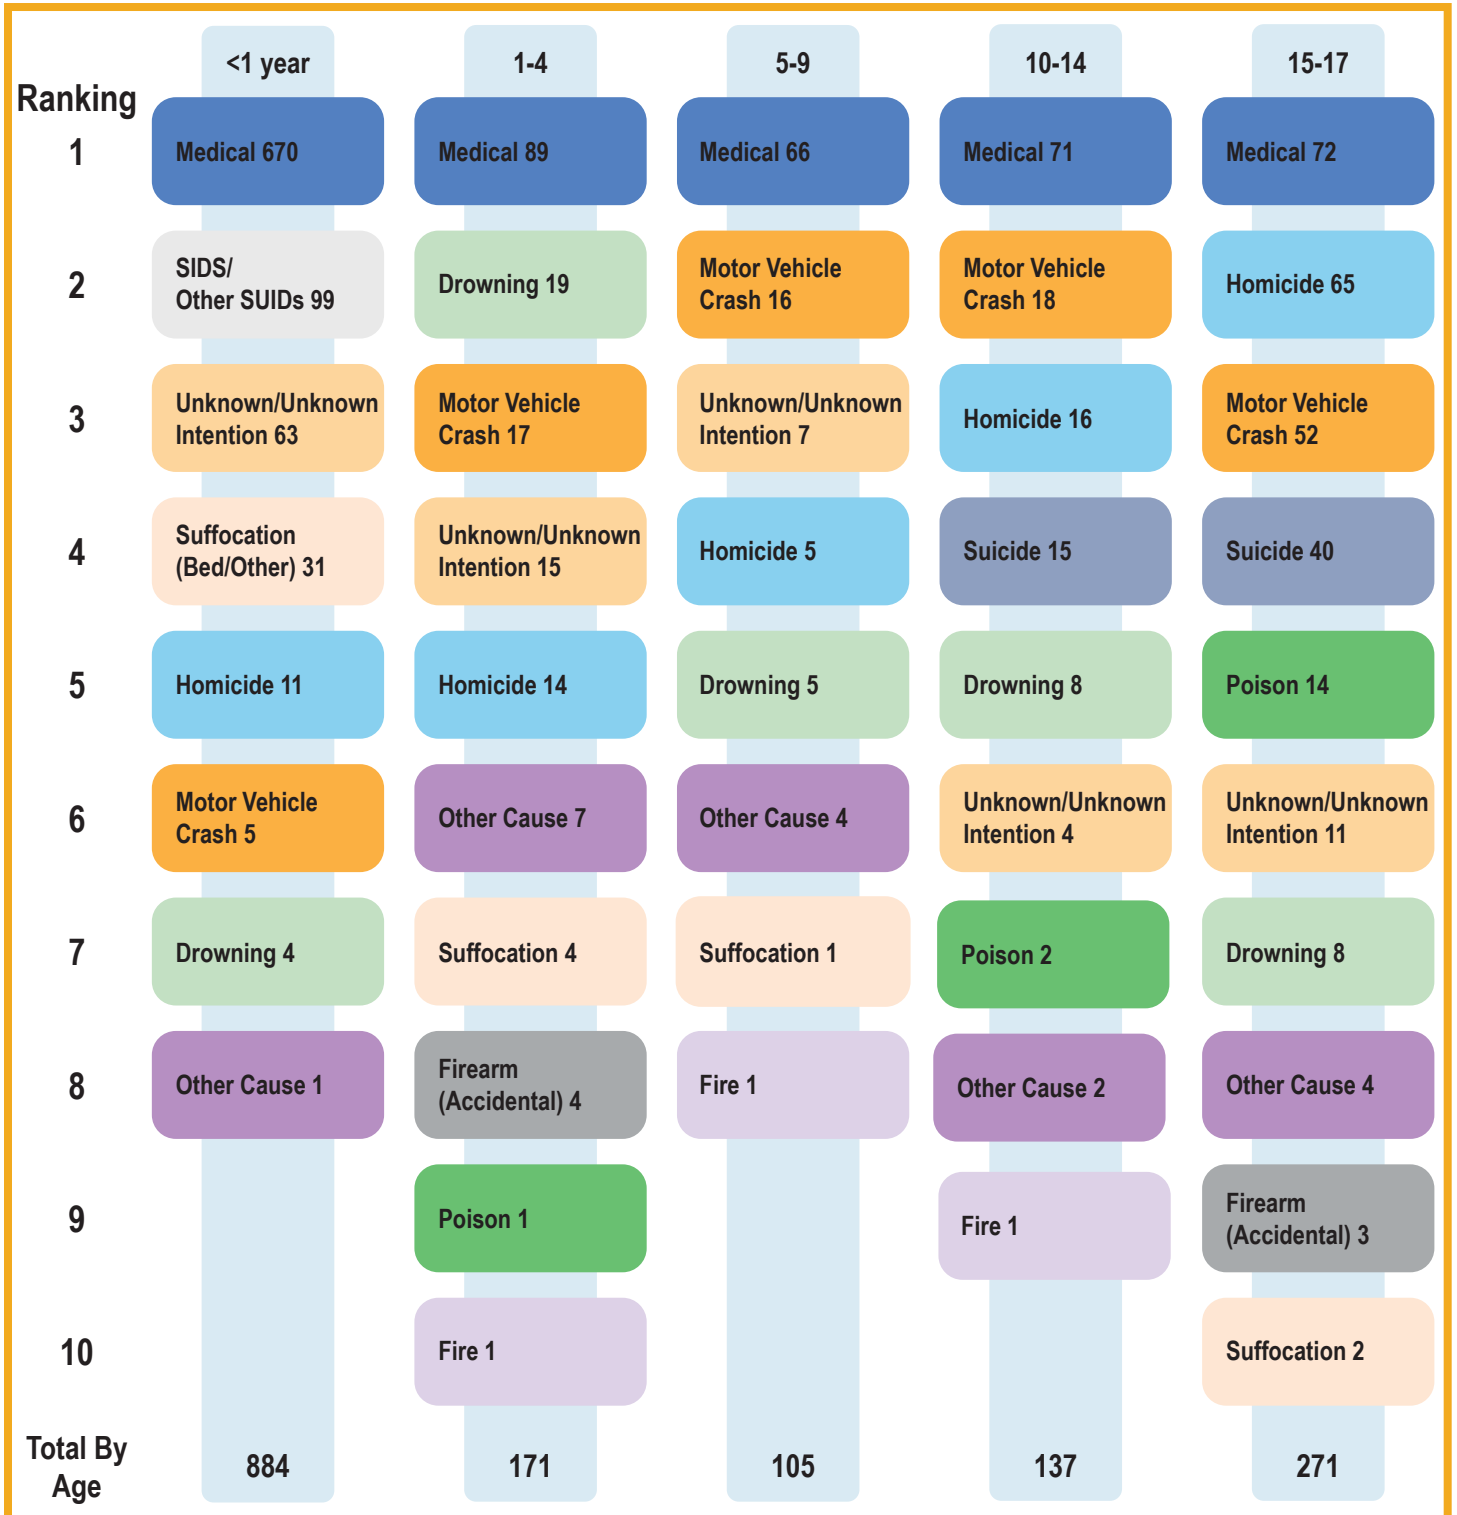 <1 year
1-4
5-9
10-14
15-17
Ranking
1
Medical 670
Medical 89
Medical 66
Medical 71
Medical 72
2
SIDS/
Other SUIDs 99
Drowning 19
Motor Vehicle
Crash 16
Motor Vehicle
Crash 18
Homicide 65
3
Unknown/Unknown
Intention 63
Motor Vehicle
Crash 17
Unknown/Unknown
Intention 7
Homicide 16
Motor Vehicle
Crash 52
4
Suffocation
(Bed/Other) 31
Unknown/Unknown
Intention 15
Homicide 5
Suicide 15
Suicide 40
5
Homicide 11
Homicide 14
Drowning 5
Drowning 8
Poison 14
6
Motor Vehicle
Crash 5
Other Cause 7
Other Cause 4
Unknown/Unknown
Intention 4
Unknown/Unknown
Intention 11
7
Drowning 4
Suffocation 4
Suffocation 1
Poison 2
Drowning 8
8
Other Cause 1
Firearm
(Accidental) 4
Fire 1
Other Cause 2
Other Cause 4
9
Poison 1
Fire 1
Firearm
(Accidental) 3
10
Fire 1
Suffocation 2
Total By
Age
884
171
105
137
271